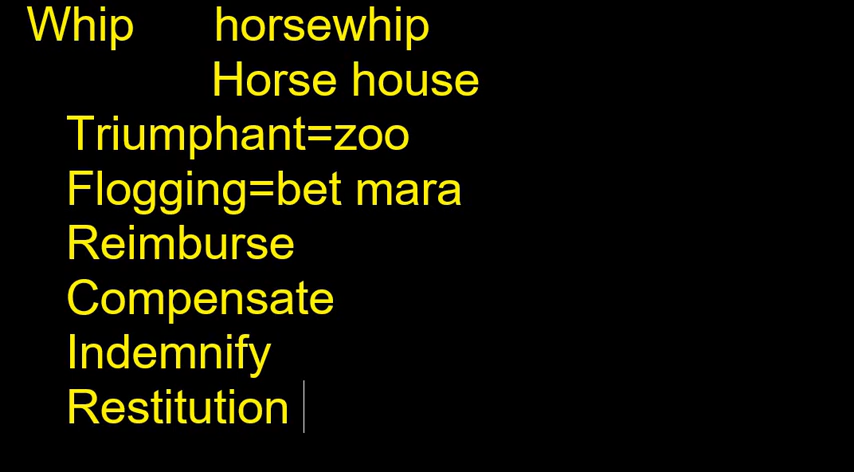 Whip horsewhip
Horse house
Triumphant=zoo
Flogging=bet mara
Reimburse
Compensate
Indemnify
Restitution